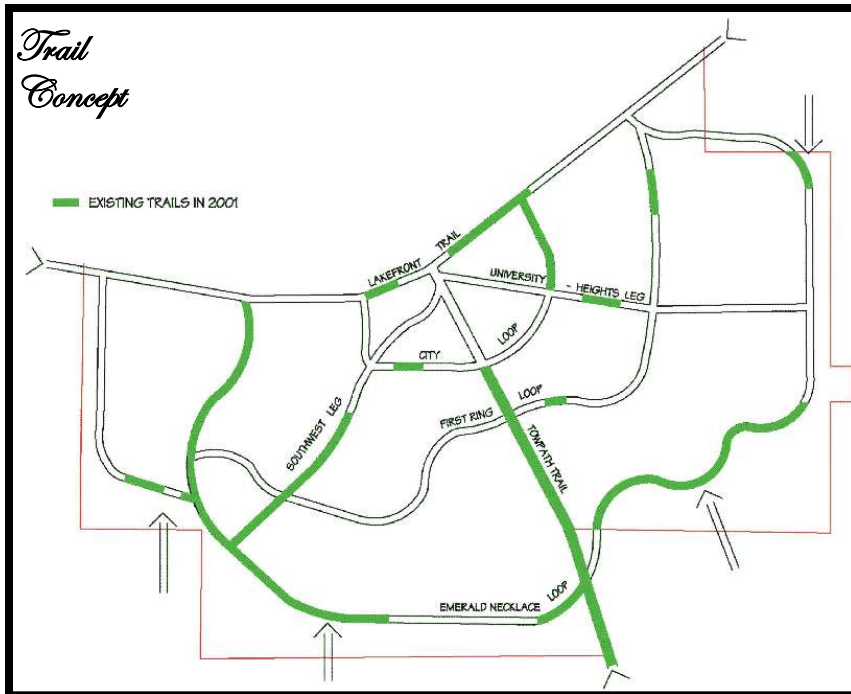 Trail
Concept
EXISTING TRAILS IN 2001
LAKEFRONT TRAIL
UNIVERSITY - HEIGHTS LEG
CITY LOOP
SOUTHWEST LEG
FIRST RING LOOP
TOWPATH TRAIL
EMERALD NECKLACE LOOP